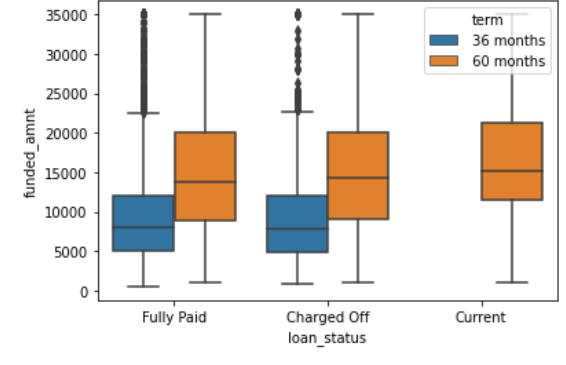 35000
30000
25000
20000
15000
10000
5000
0
funded_amnt
term
36 months
60 months
Fully Paid
Charged Off
Current
loan_status